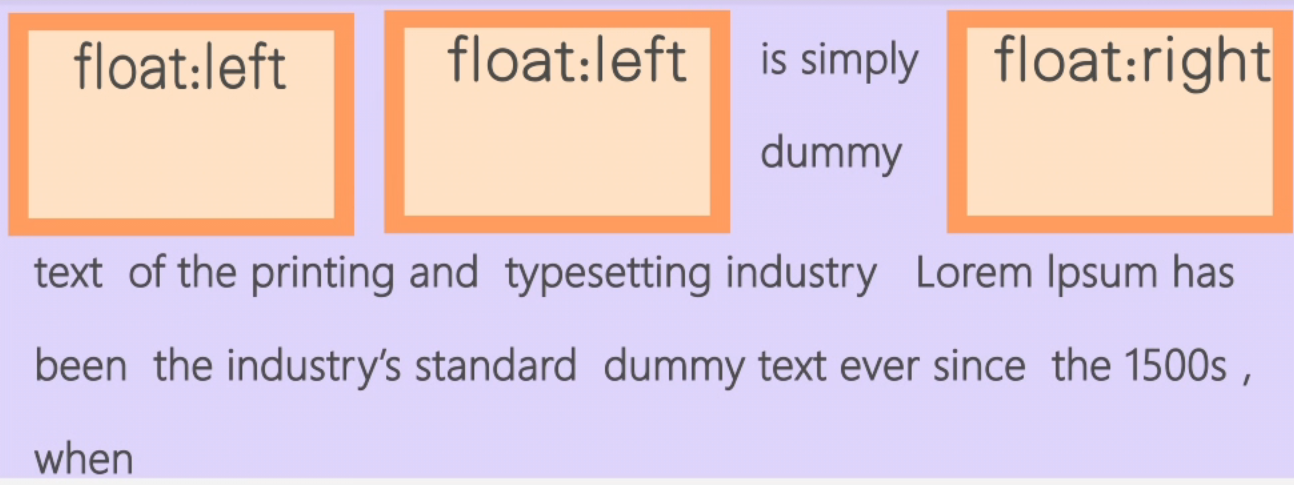 float:left float:left is simply float:right
dummy
text of the printing and typesetting industry Lorem Ipsum has
been the industry's standard dummy text ever since the 1500s ,
when